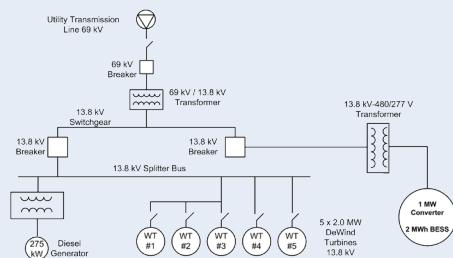 Utility Transmission
Line 69 kV
69 kV
Breaker
69 kV / 13.8 kV
Transformer
13.8 kV
Switchgear
13.8 kV-480/277 V
Transformer
13.8 kV
Breaker
13.8 kV
Breaker
13.8 kV Splitter Bus
1 MW
Converter
2 MWh BESS
5 x 2.0 MW
DeWind
Turbines
13.8 kV
WT
#1
WT
#2
WT
#3
WT
#4
WT
#5
275
kW
Diesel
Generator